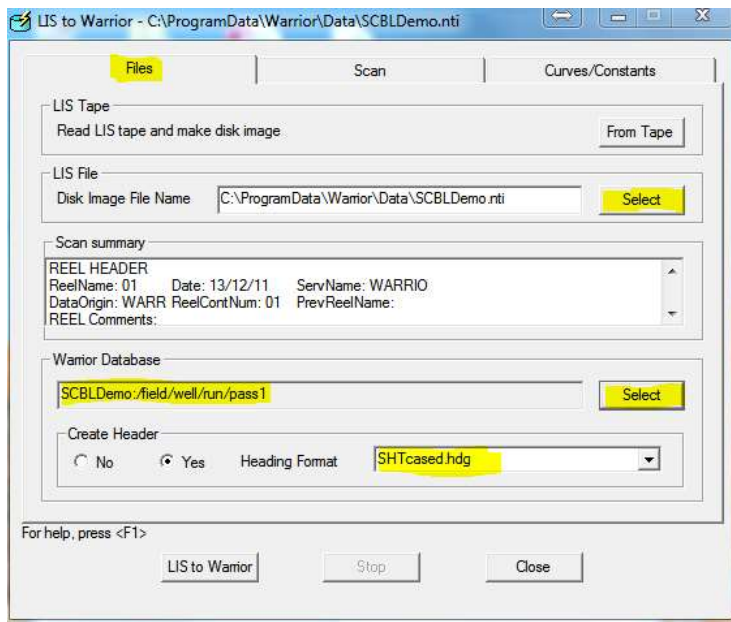 LIS to Warrior - C:\ProgramData\Warrior\Data\SCBLDemo.nti
Files Scan Curves/Constants
LIS Tape
Read LIS tape and make disk image From Tape
LIS File
Disk Image File Name C:\ProgramData\Warrior\Data\SCBLDemo.nti Select
Scan summary
REEL HEADER
ReelName: 01 Date: 13/12/11 ServName: WARRIO
DataOrigin: WARR ReelContNum: 01 PrevReelName:
REEL Comments:
Warrior Database
SCBLDemo:/field/well/run/pass1 Select
Create Header
No Yes Heading Format SHTcased.hdg
For help, press <F1>
LIS to Warrior Stop Close